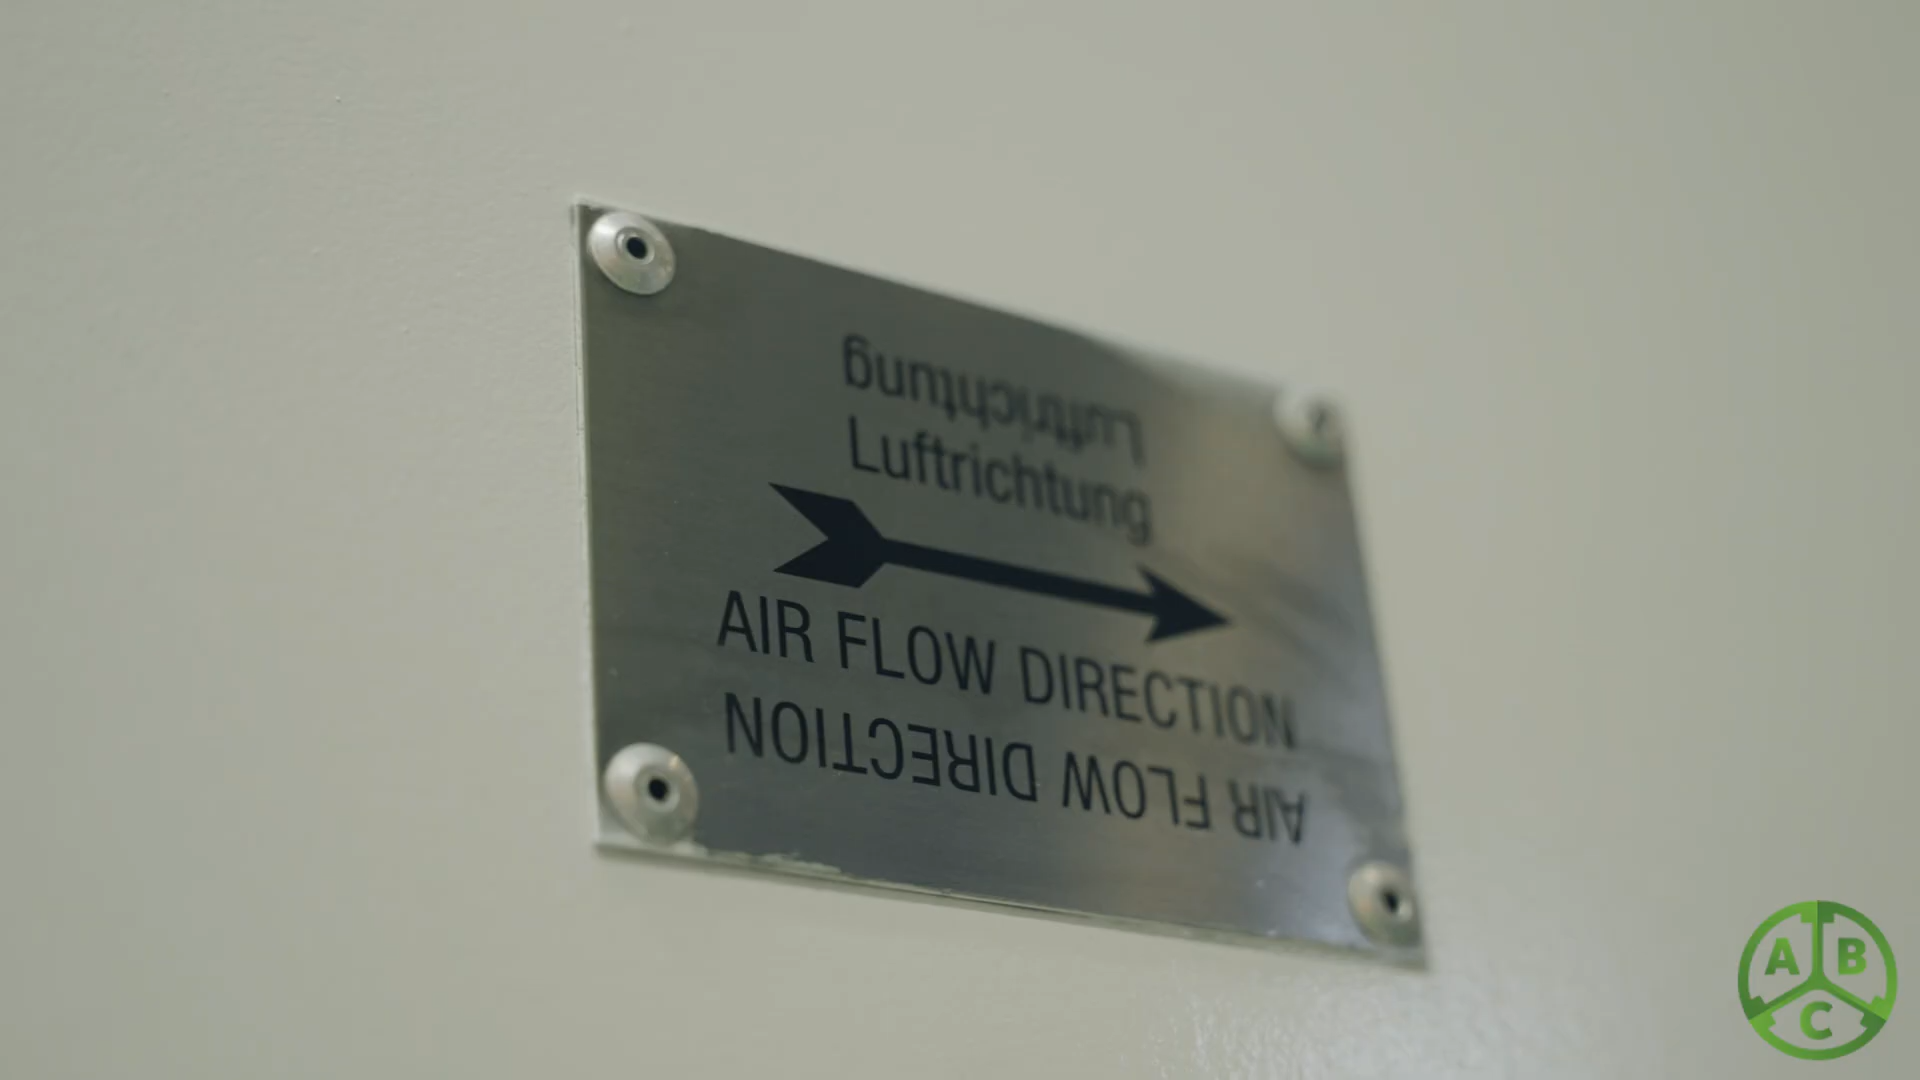 Luftrichtung
Luftrichtung
AIR FLOW DIRECTION
AIR FLOW DIRECTION
A B
C